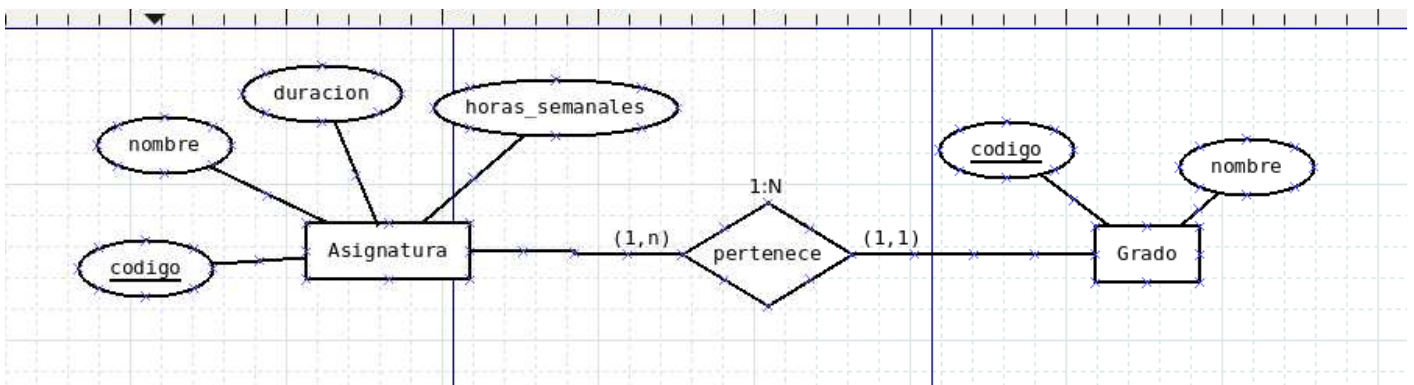 duracion
horas_semanales
nombre
codigo
nombre
1:N
Asignatura
(1,n)
pertenece
(1,1)
Grado
codigo